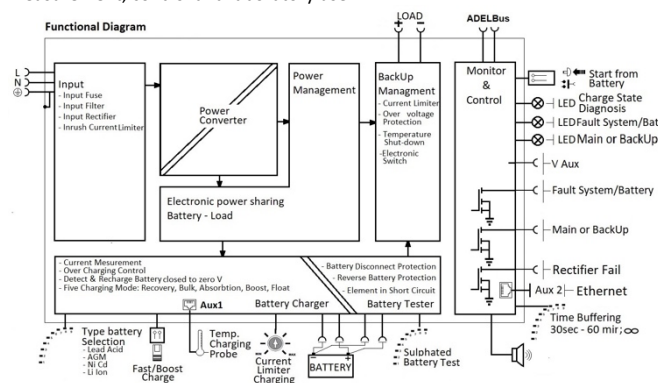 Functional Diagram
LOAD
+ -
ADELBus
L
N
Input
- Input Fuse
- Input Filter
- Input Rectifier
- Inrush CurrentLimiter
Power
Converter
Power
Management
BackUp
Managment
- Current Limiter
- Over voltage
Protection
- Temperature
Shut-down
-Electronic
Switch
Monitor
&
Control
Start from
Battery
LED Charge State
Diagnosis
LED Fault System/Bat
LED Main or BackUp
V Aux
Fault System/Battery
Main or BackUp
Rectifier Fail
Aux 2 Ethernet
Time Buffering
30sec - 60 mir; ∞
Electronic power sharing
Battery - Load
- Current Mesurement
- Over Charging Control
- Detect & Recharge Battery closed to zero V
- Five Charging Mode: Recovery, Bulk, Absorbtion, Boost, Float
Aux1
Battery Charger
- Battery Disconnect Protection
- Reverse Battery Protection
- Element in Short Circuit
Battery Tester
Type battery
Selection
- Lead Acid
- AGM
- Ni Cd
- Li Ion
Fast/Boost
Charge
Temp.
Charging
Probe
Current
Limiter
Charging
BATTERY
Sulphated
Battery Test